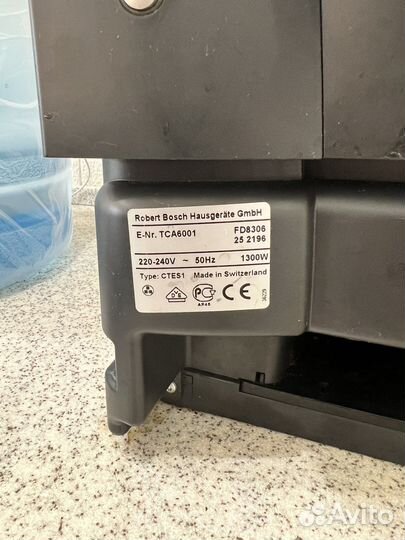 Robert Bosch Hausgeräte GmbH
E-Nr. TCA6001 FD8306
25 2196
220-240V ~ 50Hz 1300W
Type: CTES1 Made in Switzerland
CE
Avito